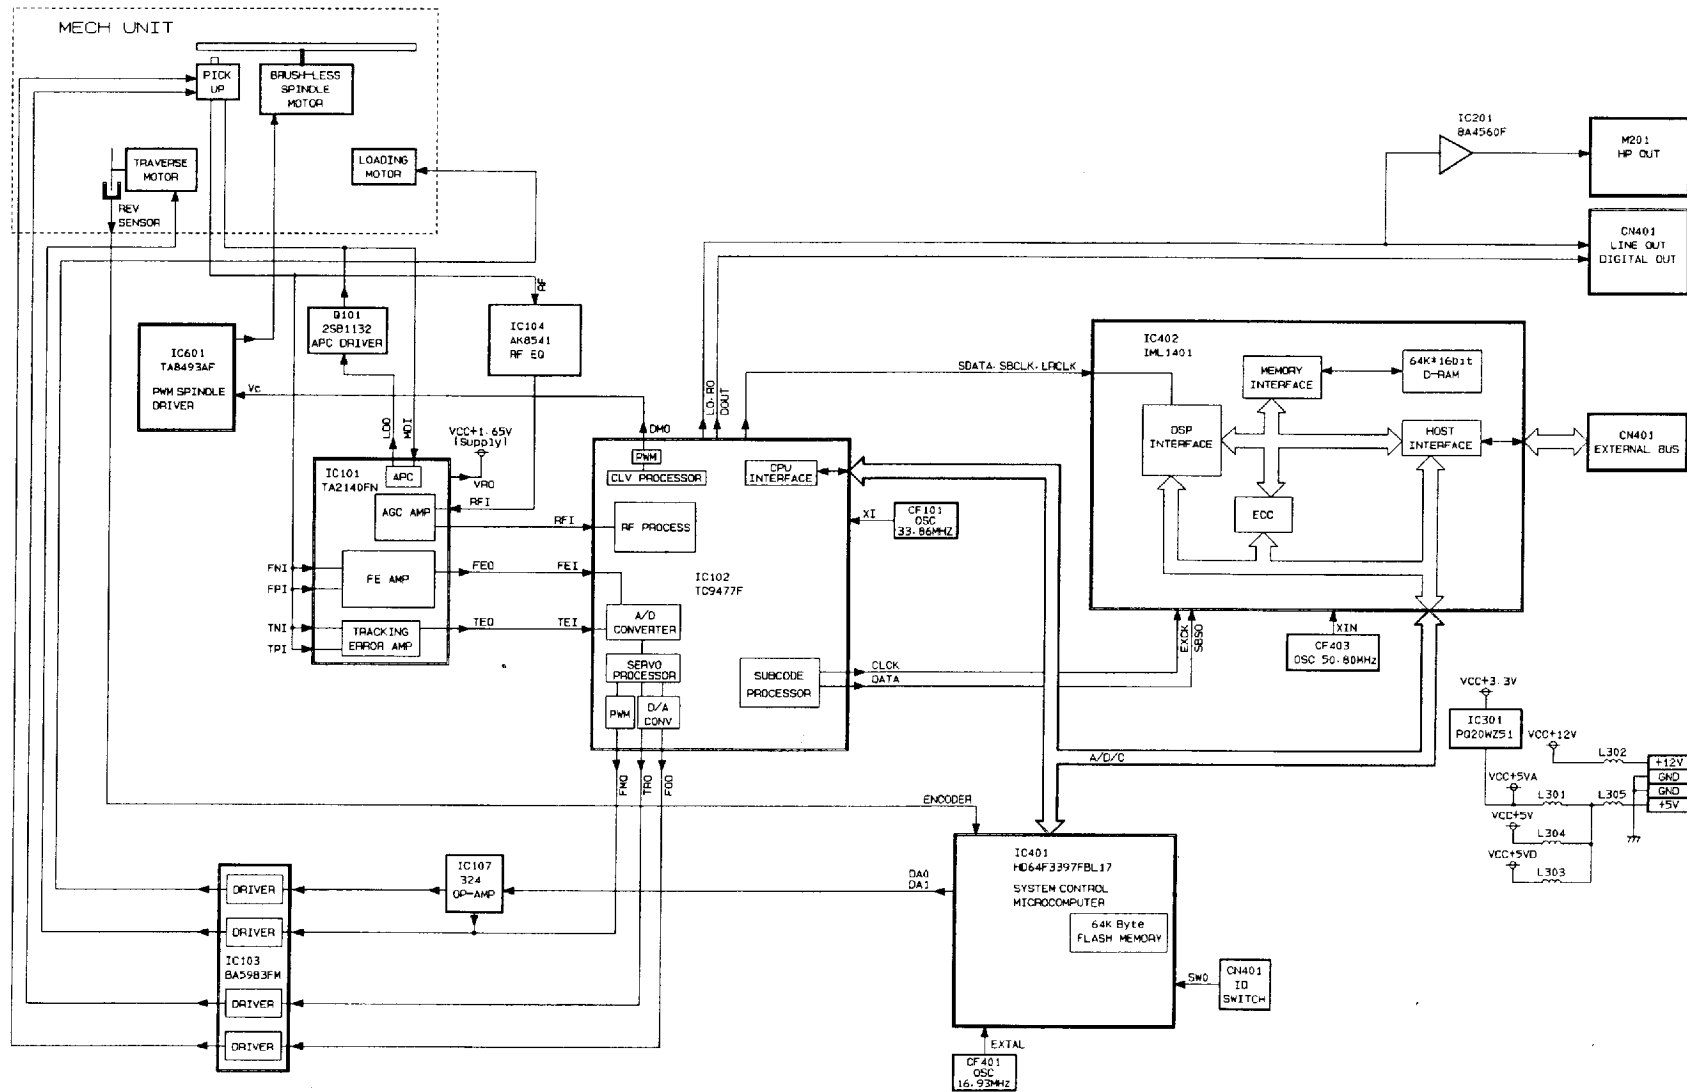 MECH UNIT
PICK
UP
BRUSH-LESS
SPINDLE
MOTOR
TRAVERSE
MOTOR
LOADING
MOTOR
REV
SENSOR
IC201
BA4560F
M201
HP OUT
CN401
LINE OUT
DIGITAL OUT
RF
IC601
TA8493AF
PWM SPINDLE
DRIVER
Q101
2SB1132
APC DRIVER
IC104
AK8541
RF EQ
Vc
LDO
MDI
VCC+1.65V
(Supply)
VRO
DMO
LO.RO
DOUT
SDATA.SBCLK.LRCLK
IC402
IML1401
MEMORY
INTERFACE
64K*16bit
D-RAM
DSP
INTERFACE
HOST
INTERFACE
ECC
CN401
EXTERNAL BUS
IC101
TA2140FN
APC
AGC AMP
RFI
RFI
FE AMP
TRACKING
ERROR AMP
FNI
FPI
TNI
TPI
FEO
FEI
TEO
TEI
PWM
CLV PROCESSOR
CPU
INTERFACE
RF PROCESS
IC102
TC9477F
A/D
CONVERTER
SERVO
PROCESSOR
PWM
D/A
CONV
SUBCODE
PROCESSOR
XI
CF101
OSC
33.86MHZ
CLCK
DATA
EXCK
SBSO
XIN
CF403
OSC 50.80MHz
FMO
TRO
FOO
A/D/C
VCC+3.3V
IC301
PQ20WZ51
VCC+12V
L302
+12V
GND
GND
+5V
VCC+5VA
L301
L305
VCC+5V
L304
VCC+5VD
L303
ENCODER
IC401
HD64F3397FBL17
SYSTEM CONTROL
MICROCOMPUTER
64K Byte
FLASH MEMORY
DA0
DA1
IC107
324
OP-AMP
DRIVER
DRIVER
IC103
BA5983FM
DRIVER
DRIVER
SWO
CN401
ID
SWITCH
EXTAL
CF401
OSC
16.93MHz